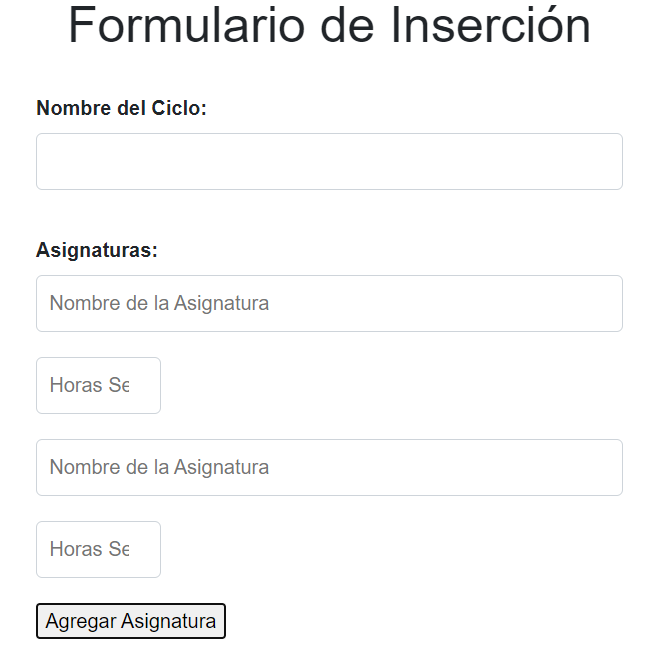 Formulario de Inserción
Nombre del Ciclo:
Asignaturas:
Nombre de la Asignatura
Horas Se
Nombre de la Asignatura
Horas Se
Agregar Asignatura